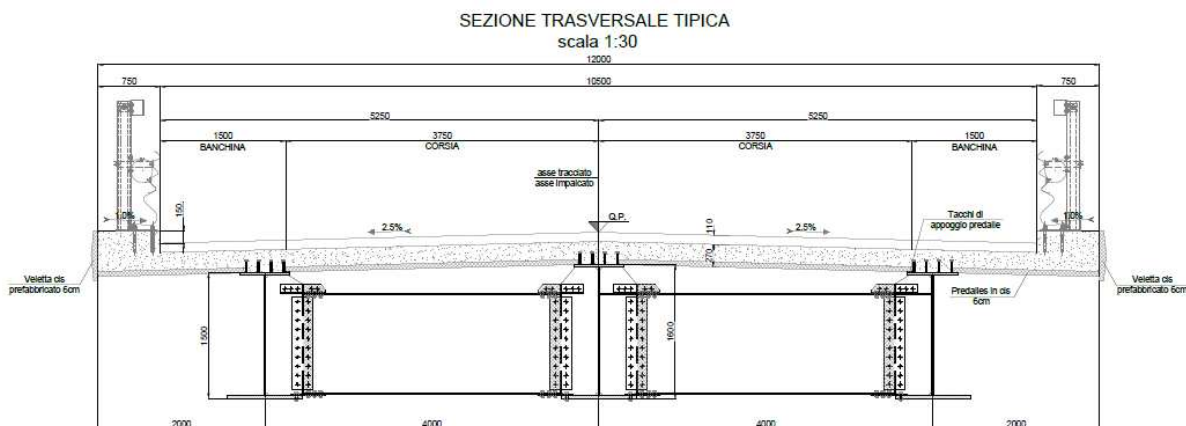 SEZIONE TRASVERSALE TIPICA
scala 1:30
12000
750
10500
750
5250
5250
1500
3750
3750
1500
BANCHINA
CORSIA
CORSIA
BANCHINA
asse tracciato
asse impalcato
Q.P.
150
1.0%
2.5%
110
2.5%
Tacchi di
appoggio predalle
1.0%
270
Veletta cls
prefabbricato 6cm
Predalles in cls
6cm
Veletta cls
prefabbricato 6cm
1500
1600
2000
4000
4000
2000